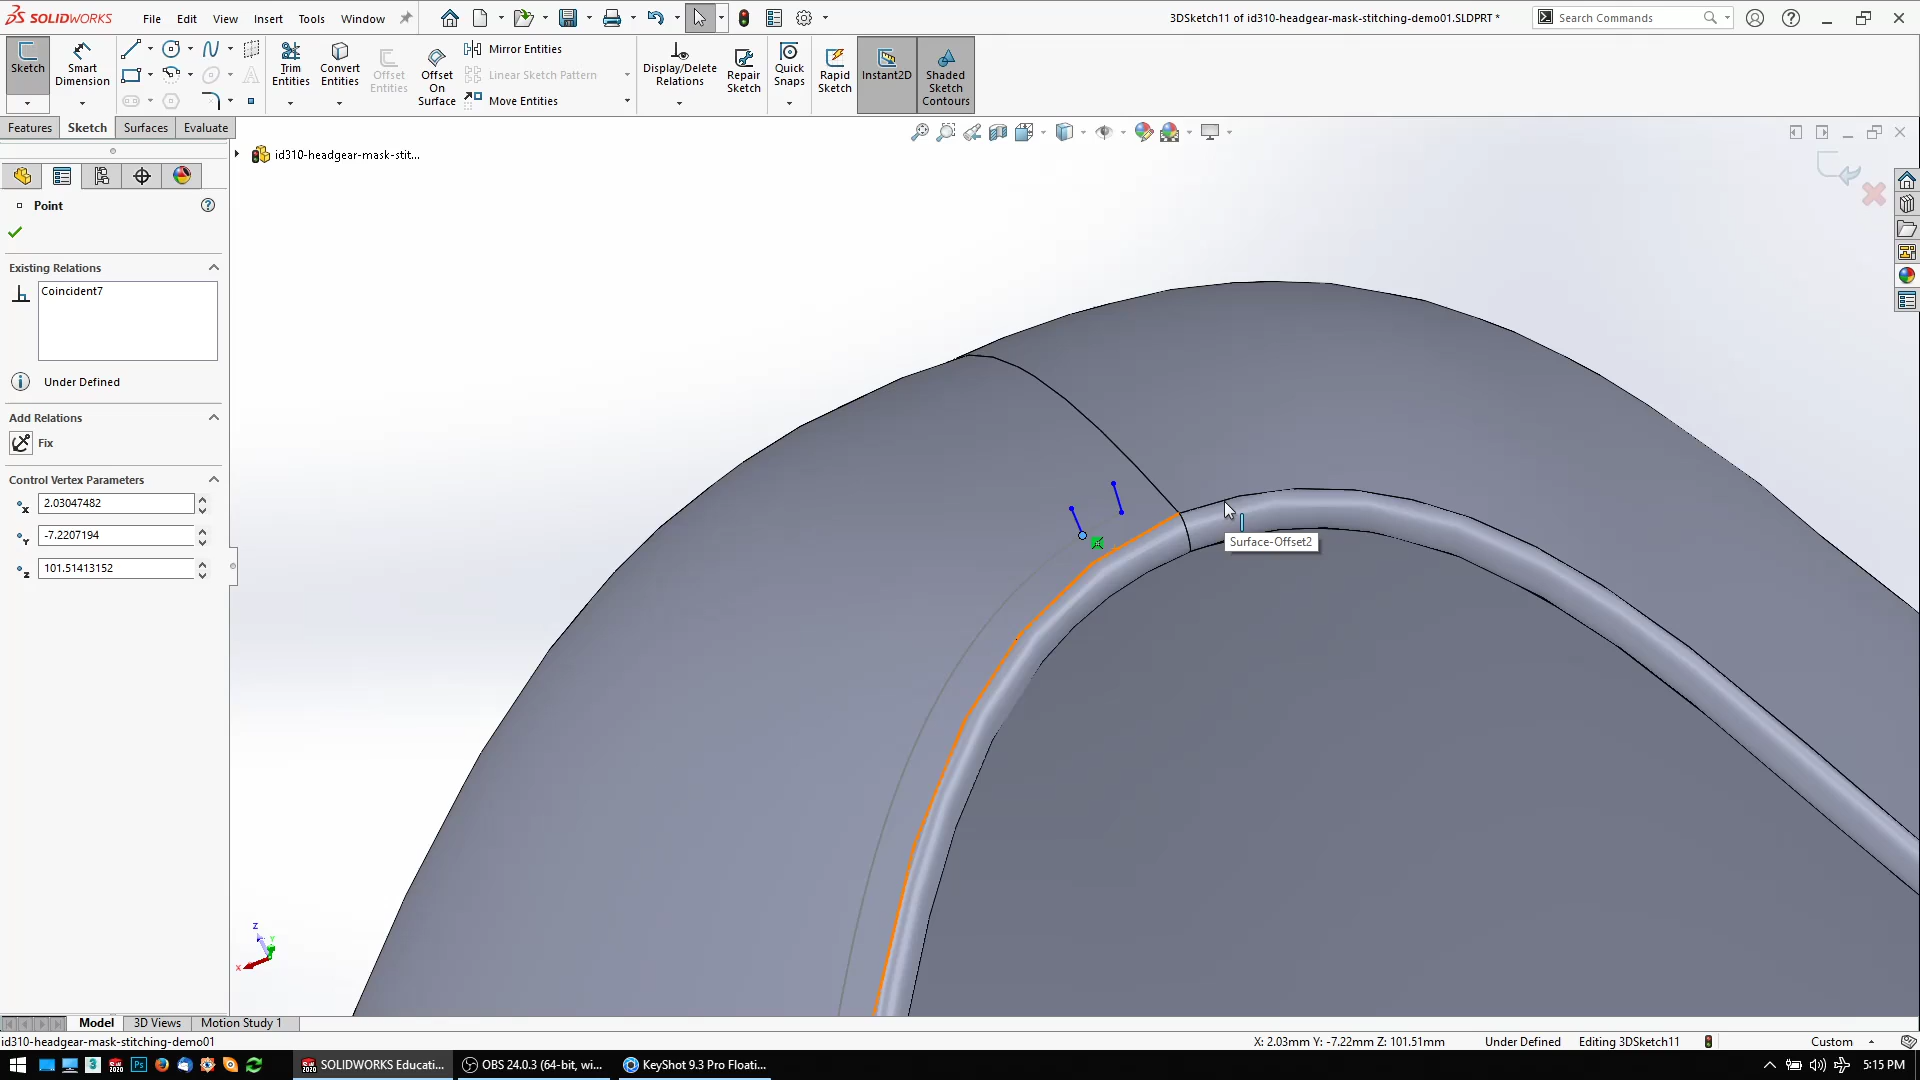 SOLIDWORKS
File
Edit
View
Insert
Tools
Window
3DSketch11 of id310-headgear-mask-stitching-demo01.SLDPRT *
Search Commands
Sketch
Smart Dimension
Trim Entities
Convert Entities
Offset Entities
Offset On Surface
Mirror Entities
Linear Sketch Pattern
Move Entities
Display/Delete Relations
Repair Sketch
Quick Snaps
Rapid Sketch
Instant2D
Shaded Sketch Contours
Features
Sketch
Surfaces
Evaluate
id310-headgear-mask-stit...
Point
Existing Relations
Coincident7
Under Defined
Add Relations
Fix
Control Vertex Parameters
2.03047482
-7.2207194
101.51413152
Surface-Offset2
Model
3D Views
Motion Study 1
id310-headgear-mask-stitching-demo01
X: 2.03mm Y: -7.22mm Z: 101.51mm
Under Defined
Editing 3DSketch11
Custom
SOLIDWORKS Educati...
OBS 24.0.3 (64-bit, wi...
KeyShot 9.3 Pro Floati...
5:15 PM